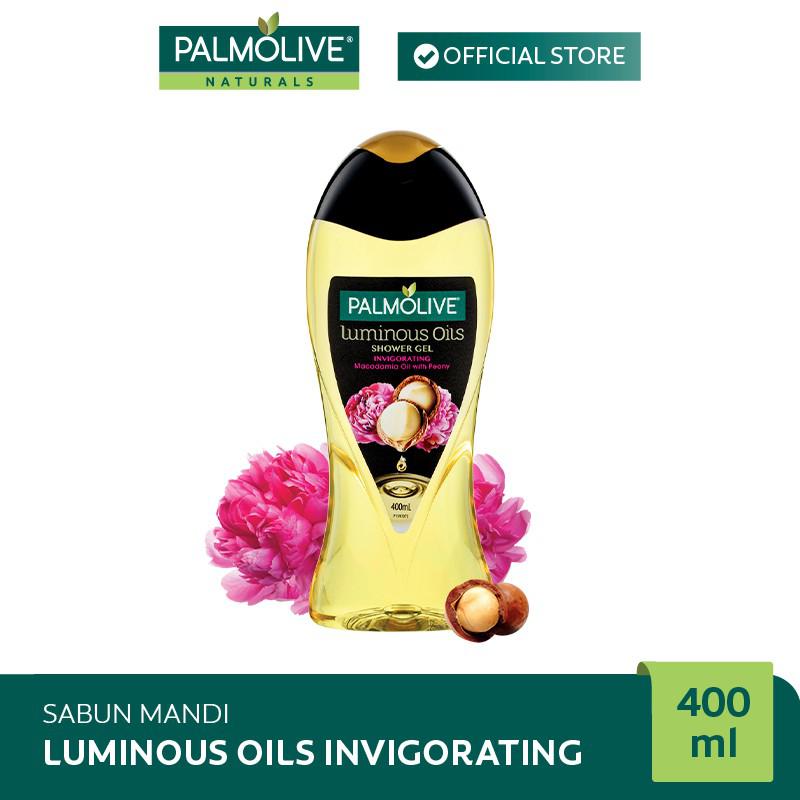 PALMOLIVE®
NATURALS
OFFICIAL STORE
PALMOLIVE®
Luminous Oils
SHOWER GEL
INVIGORATING
Macadamia Oil with Peony
400mL
SABUN MANDI
LUMINOUS OILS INVIGORATING
400
ml